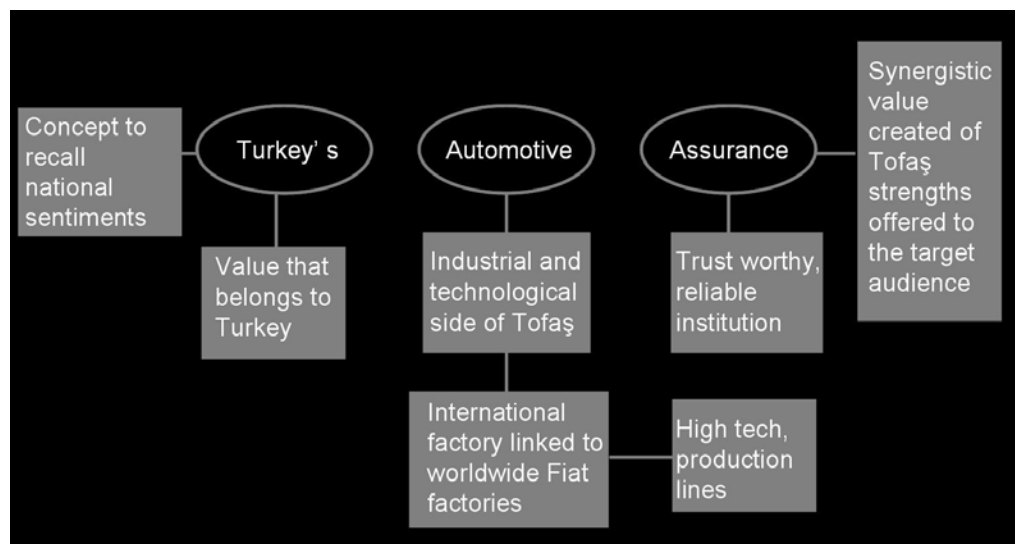 Concept to
recall
national
sentiments
Turkey' s
Value that
belongs to
Turkey
Automotive
Industrial and
technological
side of Tofaş
International
factory linked to
worldwide Fiat
factories
High tech,
production
lines
Assurance
Trust worthy,
reliable
institution
Synergistic
value
created of
Tofaş
strengths
offered to
the target
audience